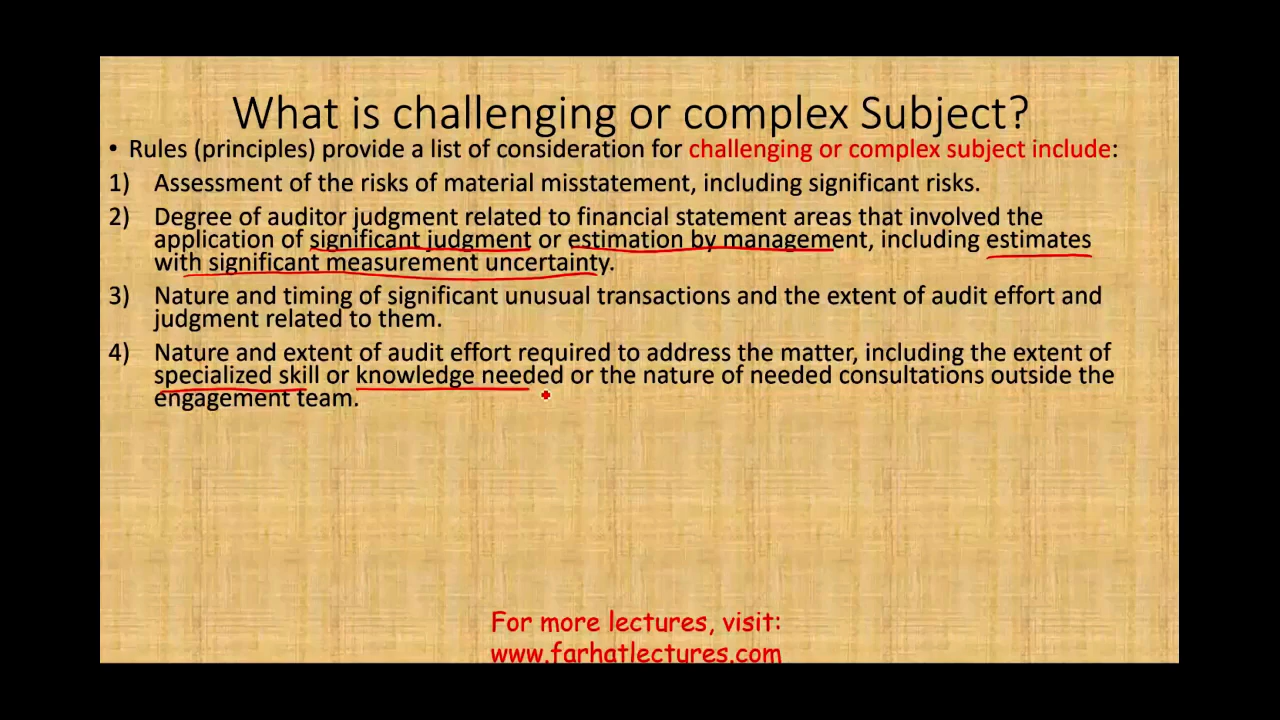 What is challenging or complex Subject?
• Rules (principles) provide a list of consideration for challenging or complex subject include:
1) Assessment of the risks of material misstatement, including significant risks.
2) Degree of auditor judgment related to financial statement areas that involved the
application of significant judgment or estimation by management, including estimates
with significant measurement uncertainty.
3) Nature and timing of significant unusual transactions and the extent of audit effort and
judgment related to them.
4) Nature and extent of audit effort required to address the matter, including the extent of
specialized skill or knowledge needed or the nature of needed consultations outside the
engagement team.
For more lectures, visit:
www.farhatlectures.com